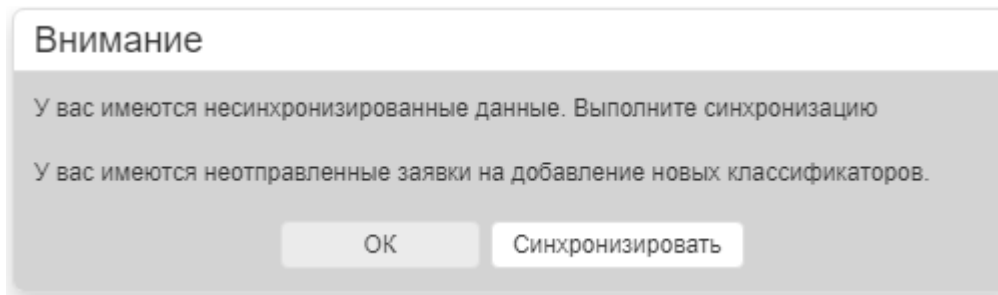 Внимание
У вас имеются несинхронизированные данные. Выполните синхронизацию
У вас имеются неотправленные заявки на добавление новых классификаторов.
ОК
Синхронизировать